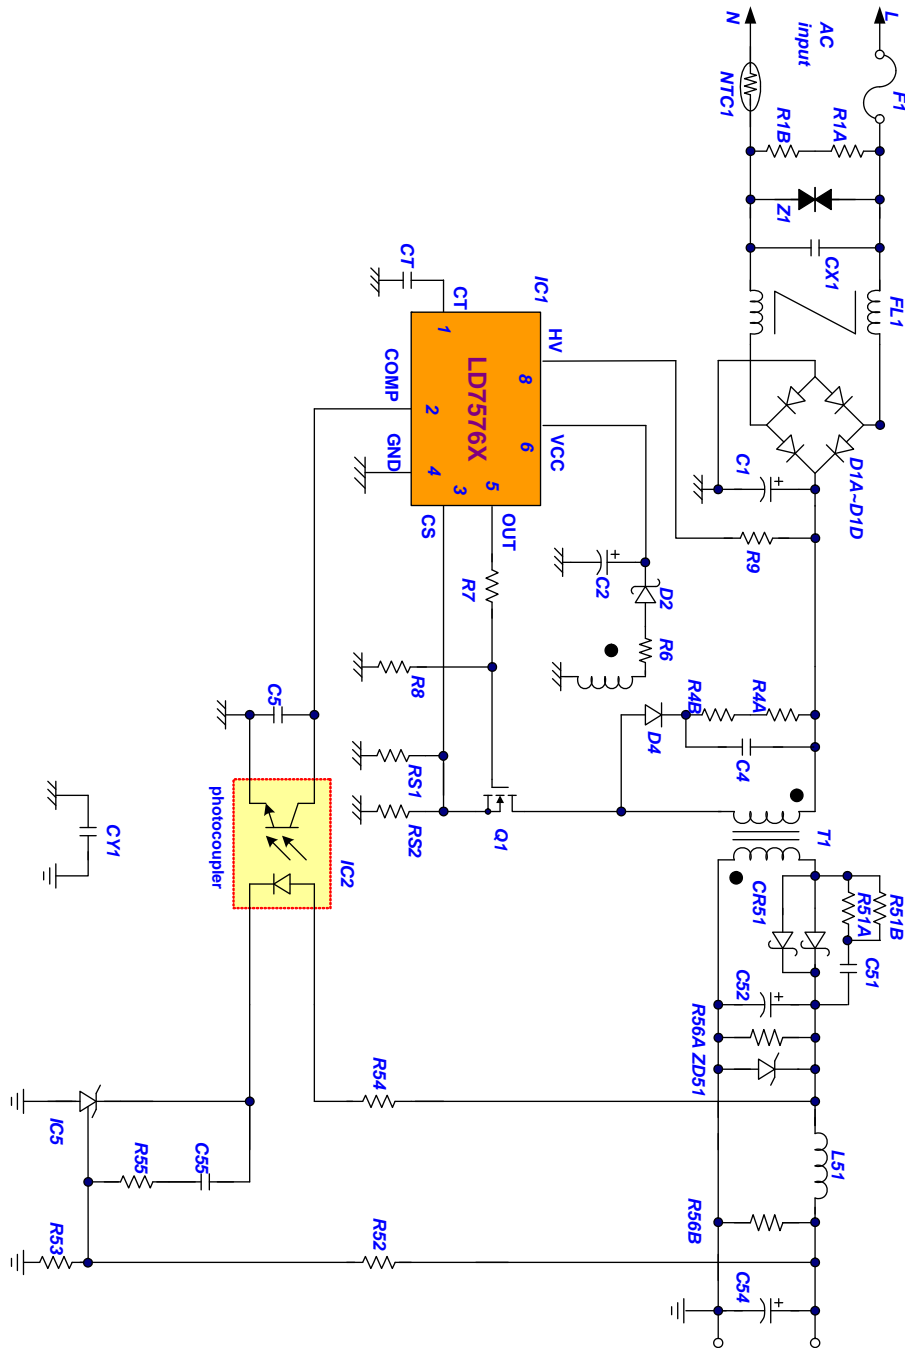 AC
input
L
N
F1
NTC1
R1A
R1B
Z1
CX1
FL1
D1A~D1D
C1
R9
IC1
CT
CT
HV
COMP
VCC
GND
OUT
CS
LD7576X
1
2
4
3
5
6
8
C2
D2
R6
R7
R8
R4A
R4B
C4
D4
Q1
RS1
RS2
C5
photocoupler
IC2
CY1
T1
CR51
R51A
R51B
C51
C52
R56A
ZD51
R54
L51
IC5
R55
C55
R56B
R52
R53
C54
+
+
+
+